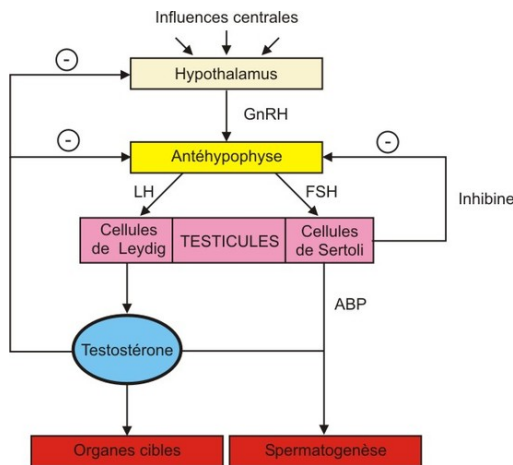 Influences centrales
-
Hypothalamus
GnRH
-
Antéhypophyse
-
LH
FSH
Inhibine
Cellules
de Leydig
TESTICULES
Cellules
de Sertoli
ABP
Testostérone
Organes cibles
Spermatogenèse